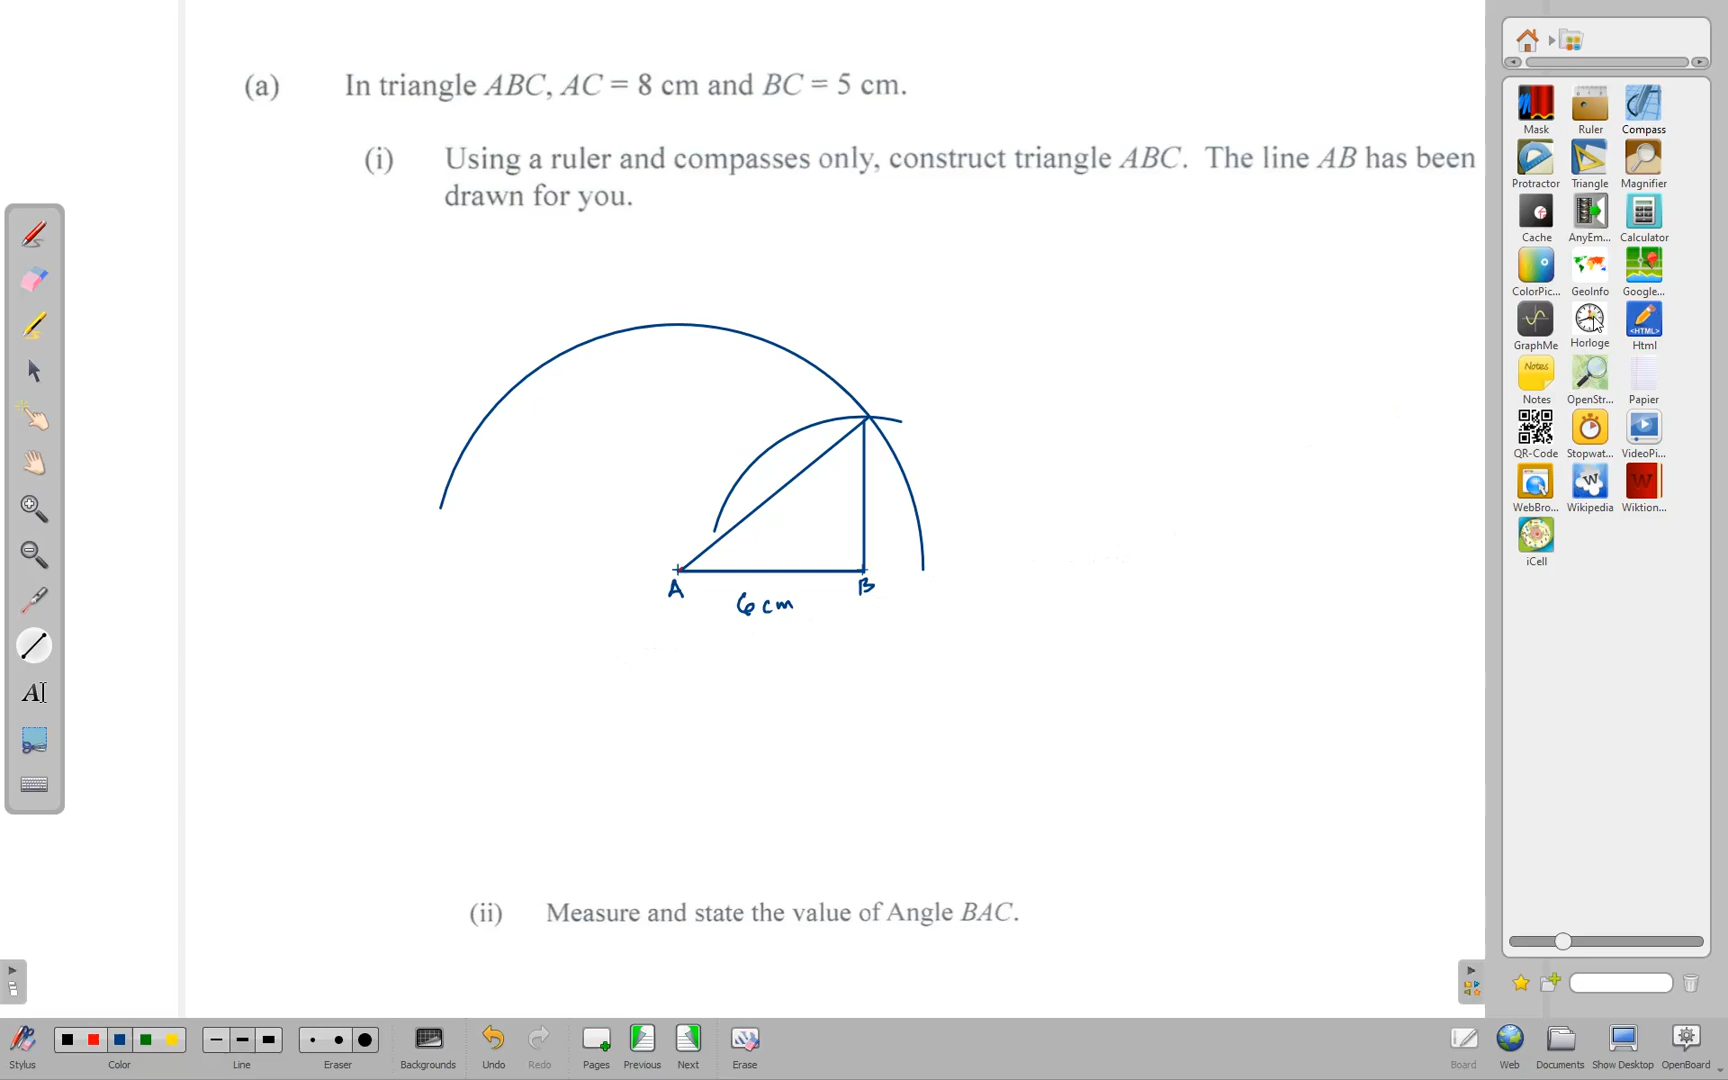 (a) In triangle ABC, AC = 8 cm and BC = 5 cm.
(i) Using a ruler and compasses only, construct triangle ABC. The line AB has been
drawn for you.
A
B
6 cm
(ii) Measure and state the value of Angle BAC.
Mask Ruler Compass
Protractor Triangle Magnifier
Cache AnyEm... Calculator
ColorPic... GeoInfo Google...
<HTML>
GraphMe Horloge Html
Notes
Notes OpenStr... Papier
QR-Code Stopwat... VideoPi...
W W
WebBro... Wikipedia Wiktion...
iCell
A
Stylus Color Line Eraser Backgrounds Undo Redo Pages Previous Next Erase Board Web Documents Show Desktop OpenBoard